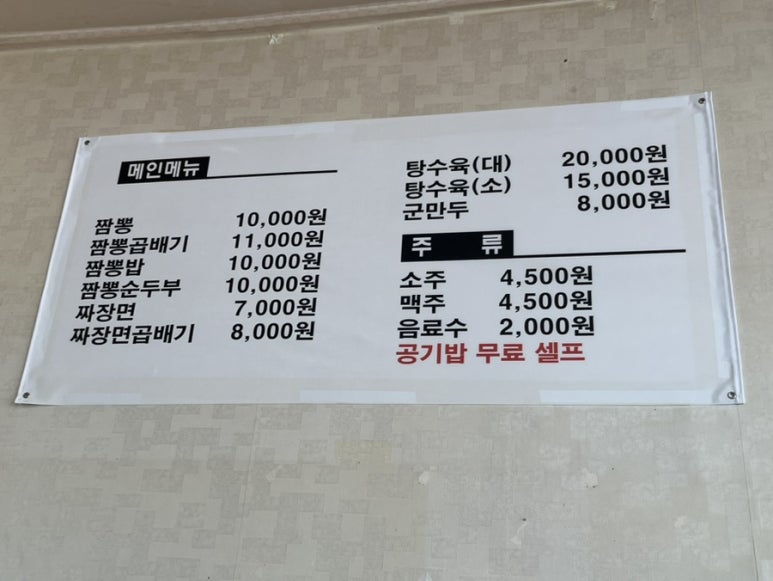 메인메뉴
짬뽕 10,000원
짬뽕곱배기 11,000원
짬뽕밥 10,000원
짬뽕순두부 10,000원
짜장면 7,000원
짜장면곱배기 8,000원
탕수육(대) 20,000원
탕수육(소) 15,000원
군만두 8,000원
주 류
소주 4,500원
맥주 4,500원
음료수 2,000원
공기밥 무료 셀프